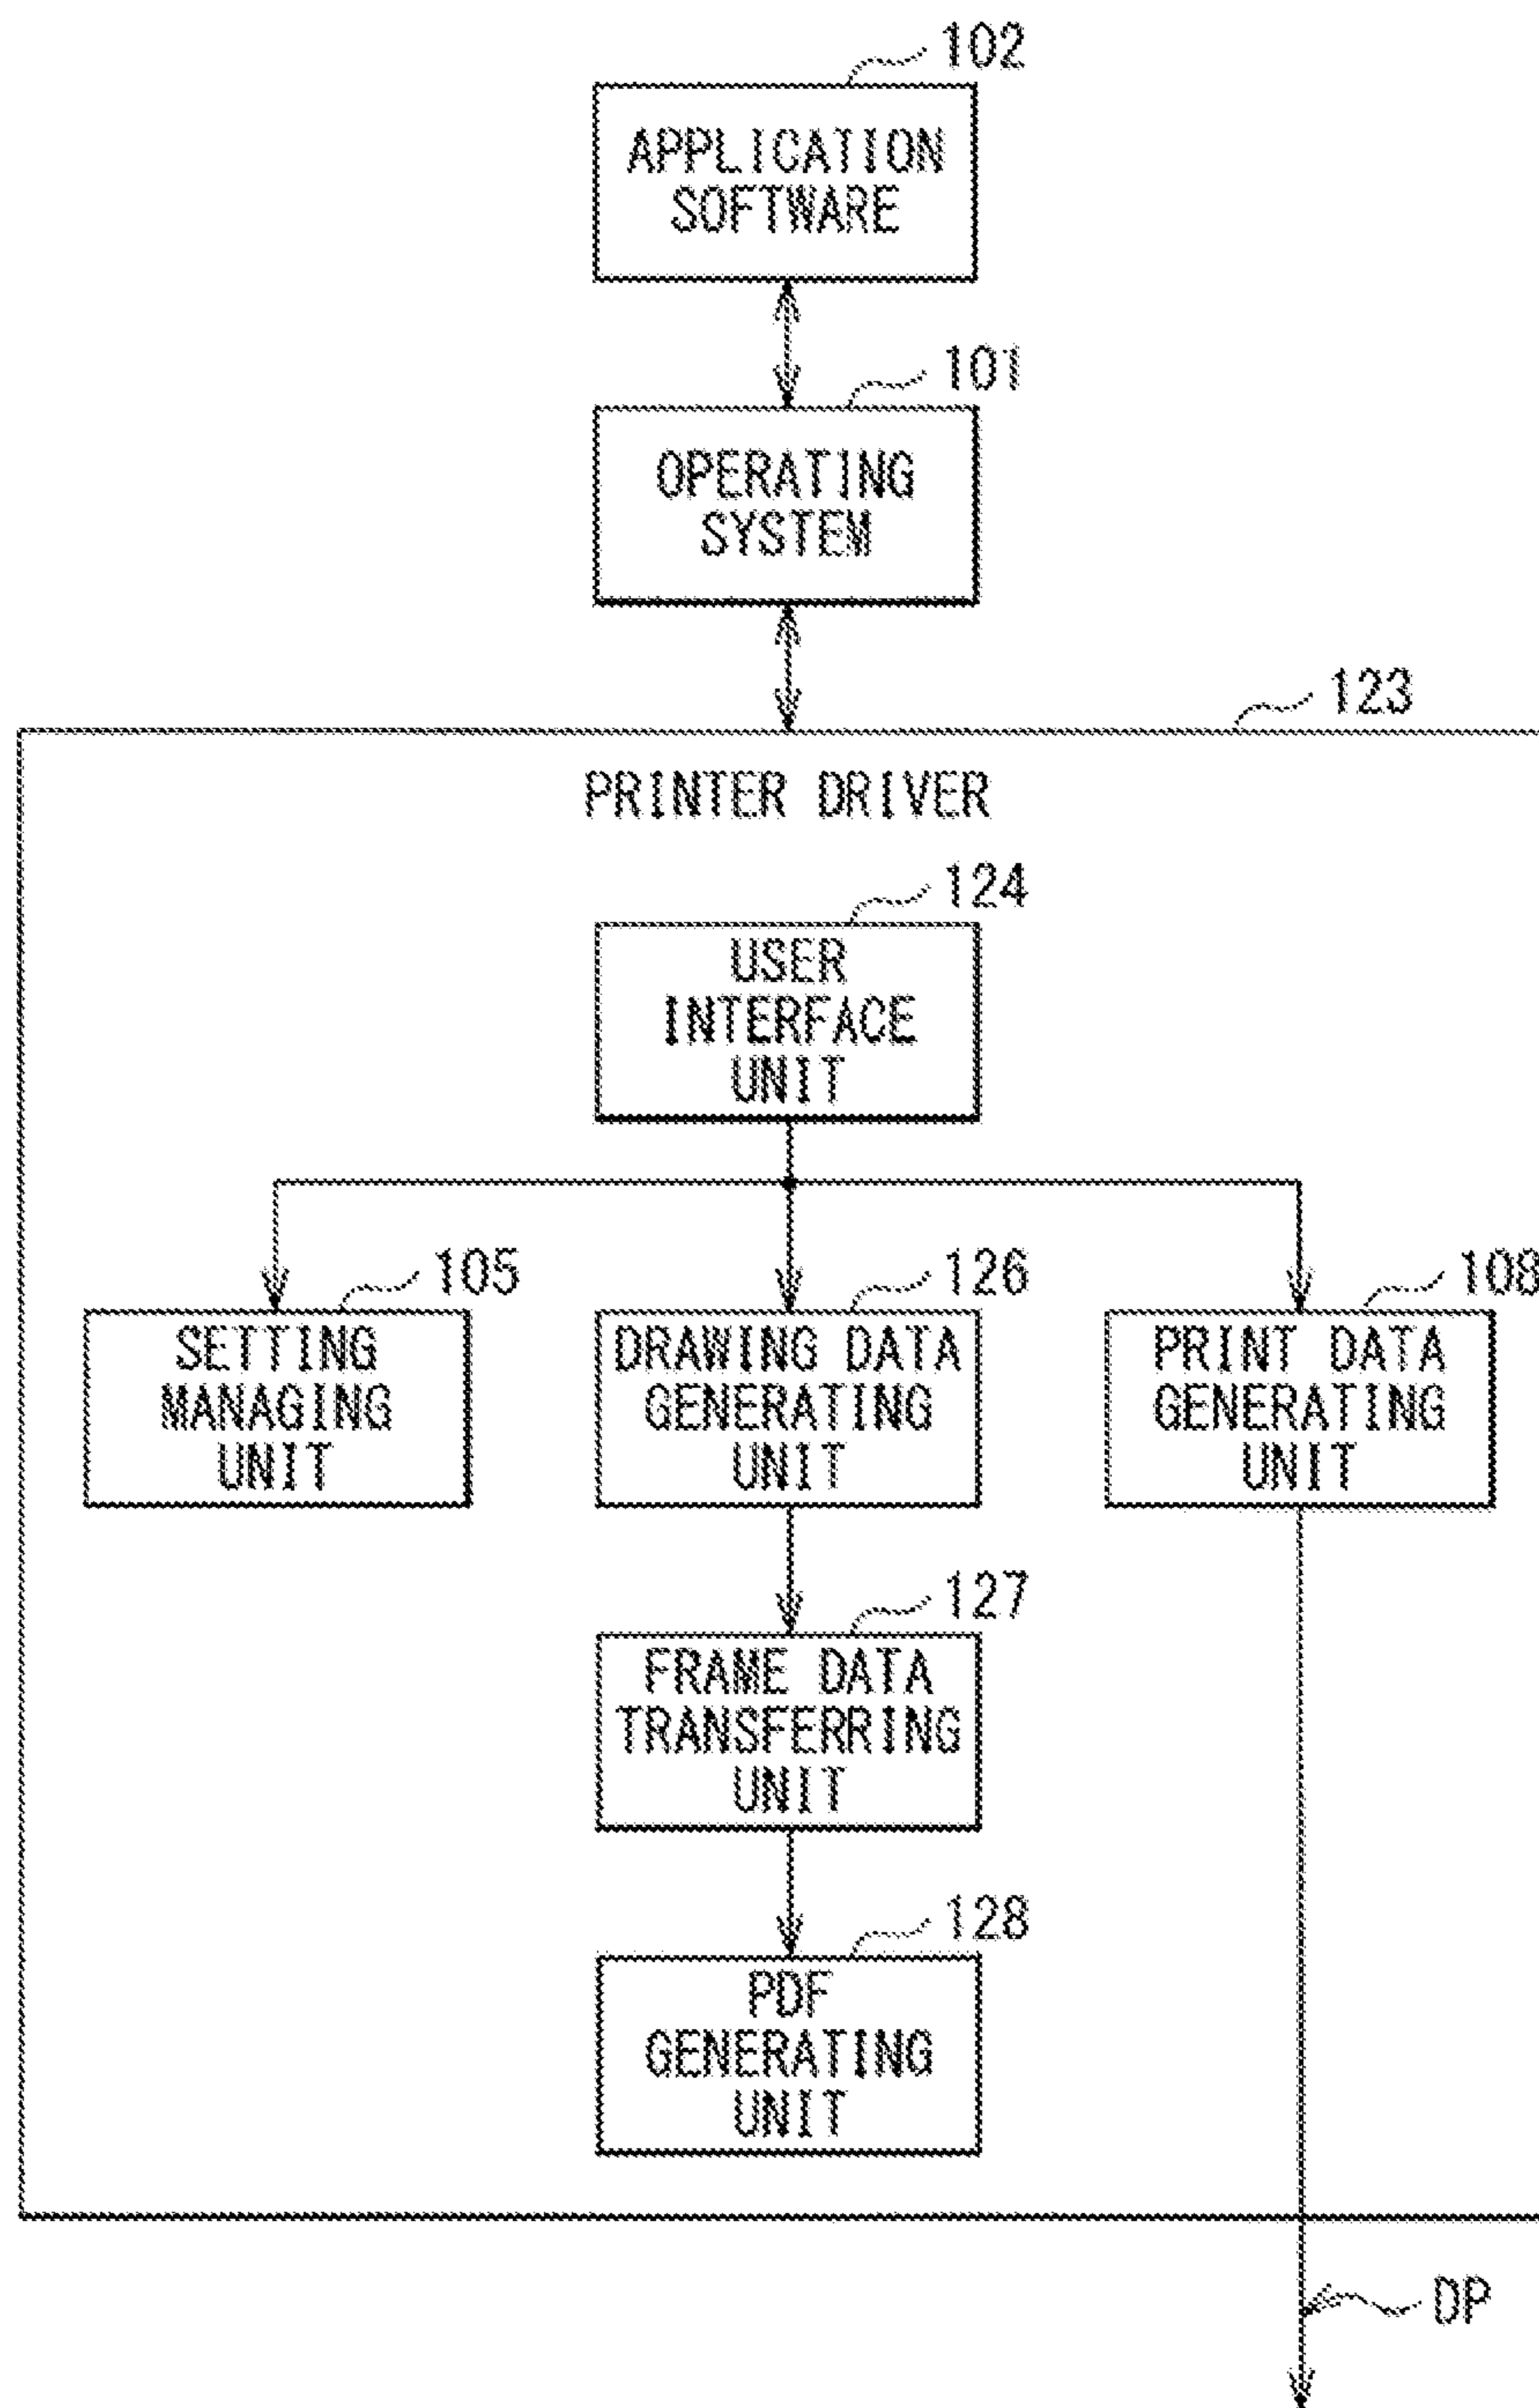 102
APPLICATION
SOFTWARE
101
OPERATING
SYSTEM
123
PRINTER DRIVER
124
USER
INTERFACE
UNIT
105
SETTING
MANAGING
UNIT
126
DRAWING DATA
GENERATING
UNIT
108
PRINT DATA
GENERATING
UNIT
127
FRAME DATA
TRANSFERRING
UNIT
128
PDF
GENERATING
UNIT
DP